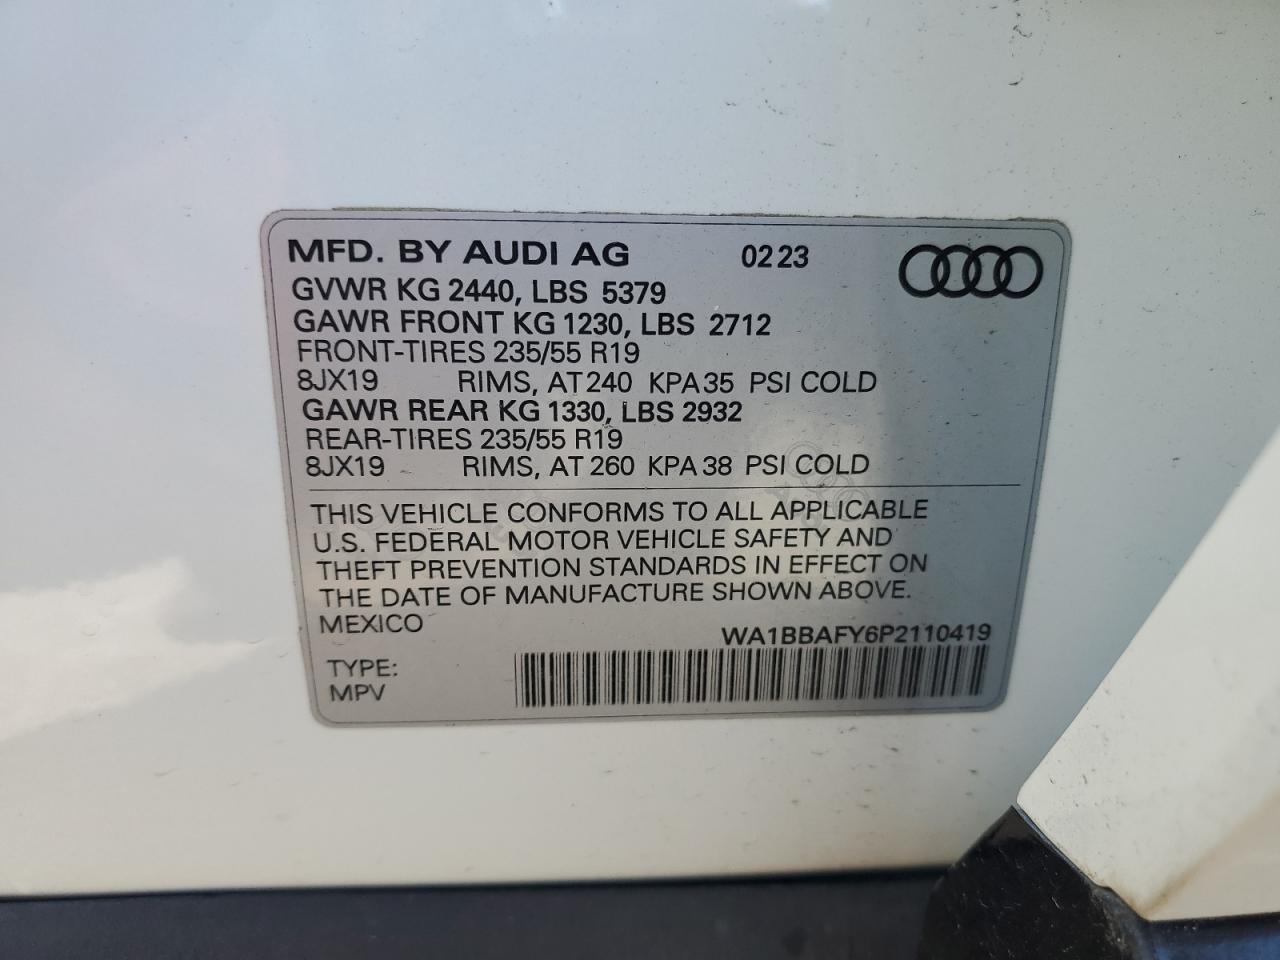 MFD. BY AUDI AG 02 23
GVWR KG 2440, LBS 5379
GAWR FRONT KG 1230, LBS 2712
FRONT-TIRES 235/55 R19
8JX19 RIMS, AT 240 KPA 35 PSI COLD
GAWR REAR KG 1330, LBS 2932
REAR-TIRES 235/55 R19
8JX19 RIMS, AT 260 KPA 38 PSI COLD
THIS VEHICLE CONFORMS TO ALL APPLICABLE
U.S. FEDERAL MOTOR VEHICLE SAFETY AND
THEFT PREVENTION STANDARDS IN EFFECT ON
THE DATE OF MANUFACTURE SHOWN ABOVE.
MEXICO
WA1BBAFY6P2110419
TYPE:
MPV